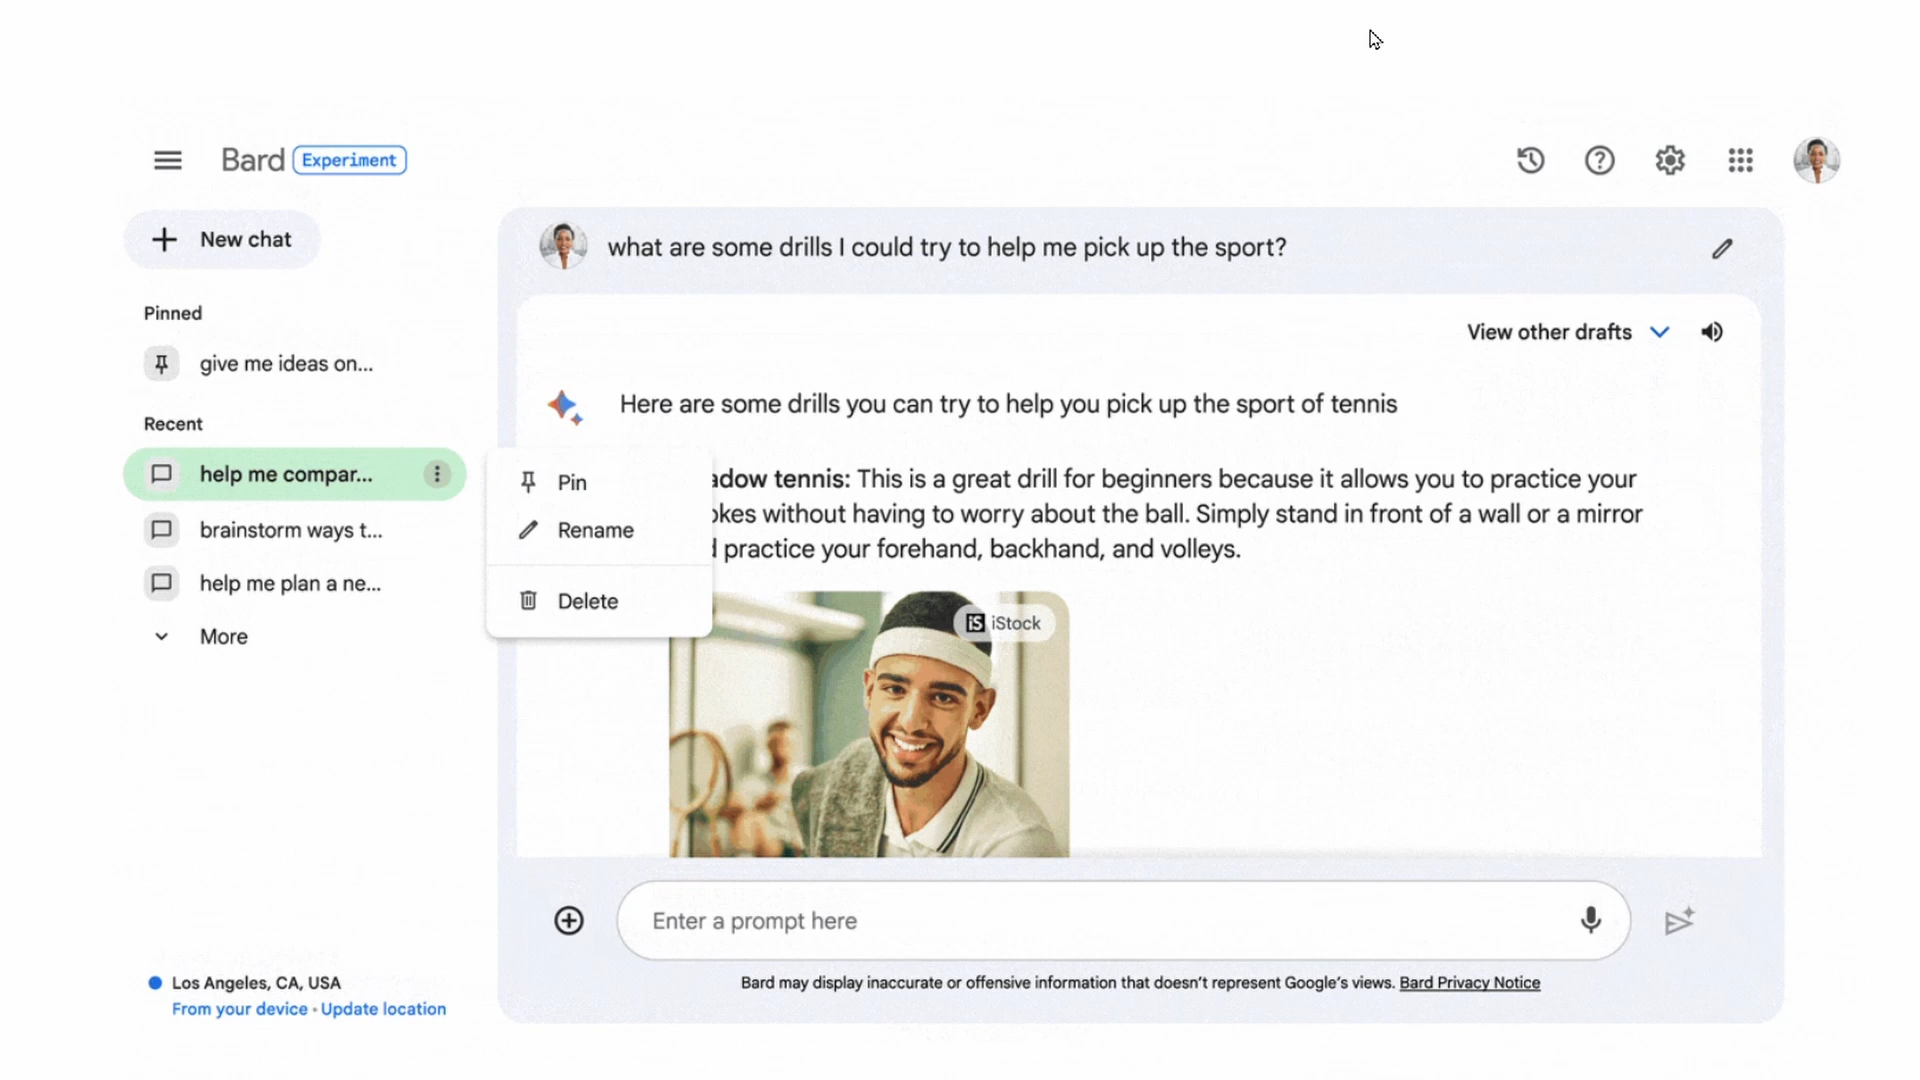 Bard Experiment
New chat
Pinned
give me ideas on...
Recent
help me compar...
brainstorm ways t...
help me plan a ne...
More
Los Angeles, CA, USA
From your device • Update location
Pin
Rename
Delete
what are some drills I could try to help me pick up the sport?
View other drafts
Here are some drills you can try to help you pick up the sport of tennis
adow tennis: This is a great drill for beginners because it allows you to practice your
okes without having to worry about the ball. Simply stand in front of a wall or a mirror
practice your forehand, backhand, and volleys.
iS iStock
Enter a prompt here
Bard may display inaccurate or offensive information that doesn't represent Google's views. Bard Privacy Notice